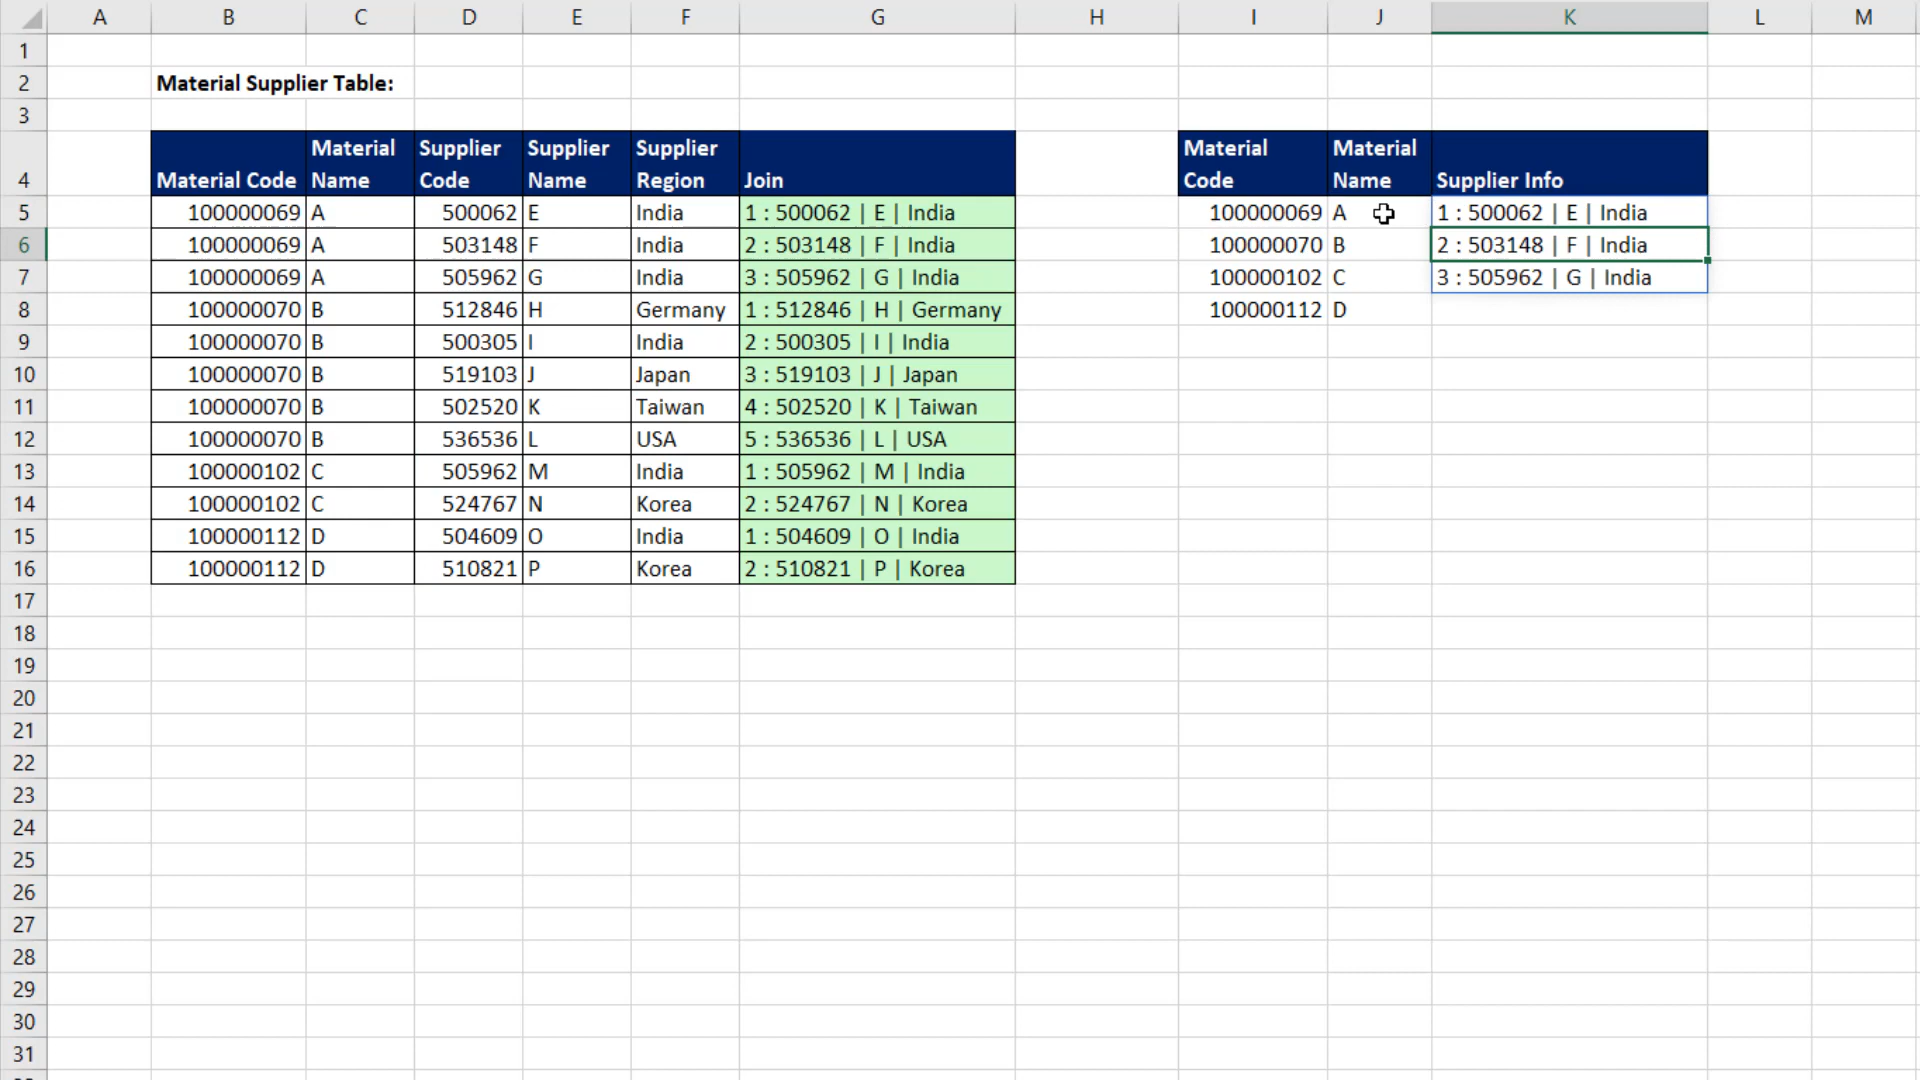 A B C D E F G H I J K L M
1
2 Material Supplier Table:
3
Material Supplier Supplier Supplier Material Material
4 Material Code Name Code Name Region Join Code Name Supplier Info
5 100000069 A 500062 E India 1 : 500062 | E | India 100000069 A 1 : 500062 | E | India
6 100000069 A 503148 F India 2 : 503148 | F | India 100000070 B 2 : 503148 | F | India
7 100000069 A 505962 G India 3 : 505962 | G | India 100000102 C 3 : 505962 | G | India
8 100000070 B 512846 H Germany 1 : 512846 | H | Germany 100000112 D
9 100000070 B 500305 I India 2 : 500305 | I | India
10 100000070 B 519103 J Japan 3 : 519103 | J | Japan
11 100000070 B 502520 K Taiwan 4 : 502520 | K | Taiwan
12 100000070 B 536536 L USA 5 : 536536 | L | USA
13 100000102 C 505962 M India 1 : 505962 | M | India
14 100000102 C 524767 N Korea 2 : 524767 | N | Korea
15 100000112 D 504609 O India 1 : 504609 | O | India
16 100000112 D 510821 P Korea 2 : 510821 | P | Korea
17
18
19
20
21
22
23
24
25
26
27
28
29
30
31